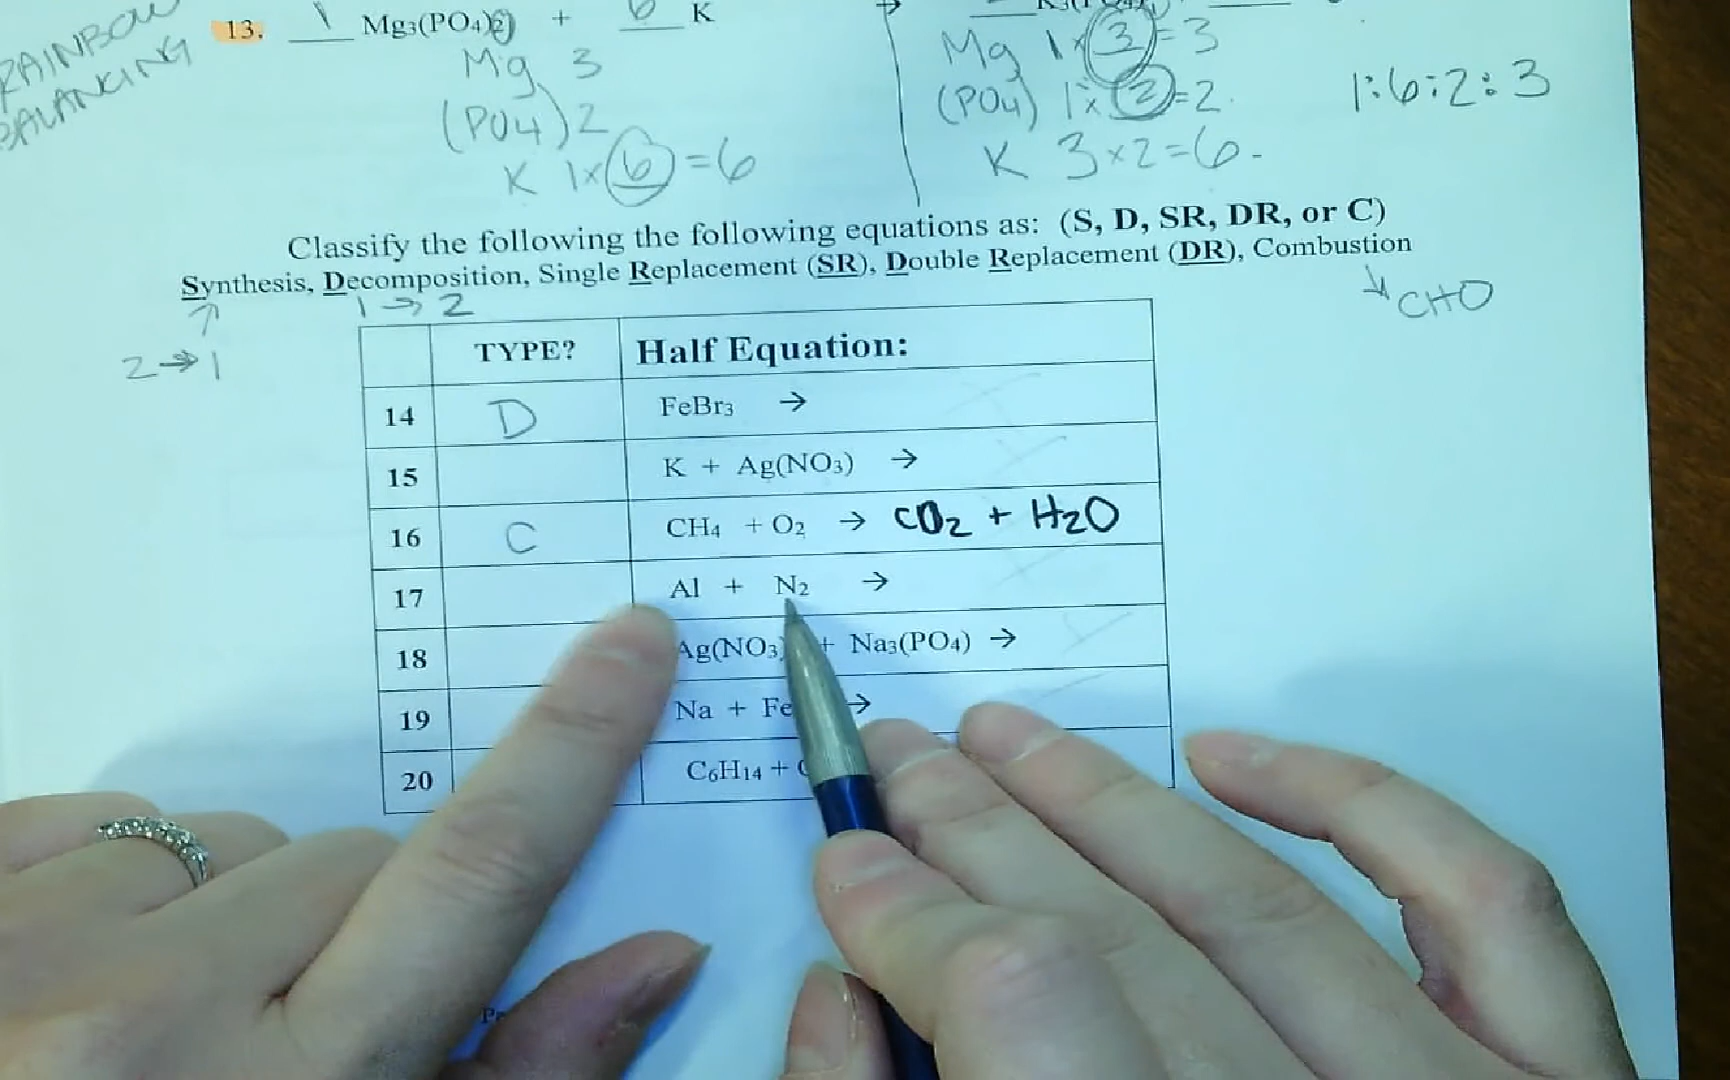 RAINBOW
BALANCING
13. 1 Mg₃(PO₄)₂ + 6 K →
Mg 3
(PO4) 2
K 1x6=6
Mg 1x3=3
(PO4) 1x2=2
K 3x2=6
1:6:2:3
Classify the following the following equations as: (S, D, SR, DR, or C)
Synthesis, Decomposition, Single Replacement (SR), Double Replacement (DR), Combustion
2→1
1→2
CHO
TYPE? Half Equation:
14 D FeBr₃ →
15 K + Ag(NO₃) →
16 C CH₄ + O₂ → CO2 + H2O
17 Al + N₂ →
18 Ag(NO₃) + Na₃(PO₄) →
19 Na + Fe →
20 C₆H₁₄ +